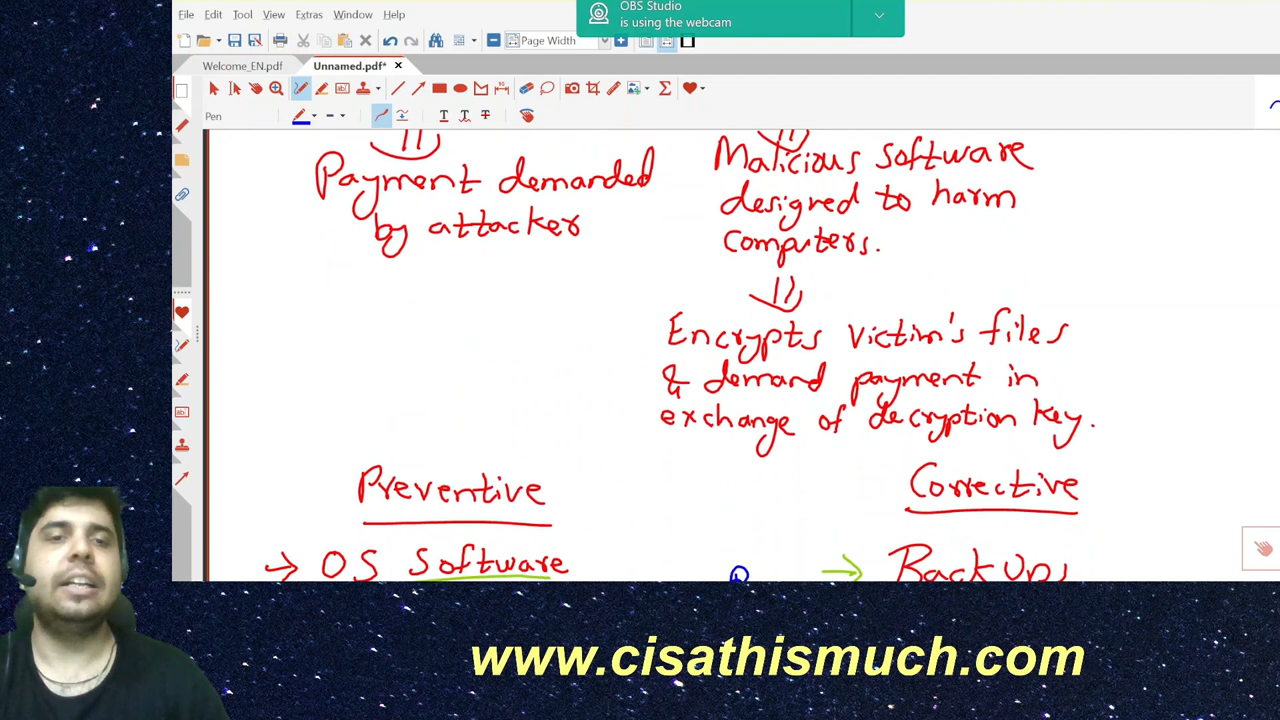 OBS Studio
is using the webcam
File Edit Tool View Extras Window Help
Page Width
Welcome_EN.pdf
Unnamed.pdf*
Pen
Payment demanded
by attacker
Malicious software
designed to harm
computers.
Encrypts victim's files
& demand payment in
exchange of decryption key.
Preventive
Corrective
→ OS Software
→ Backups
www.cisathismuch.com